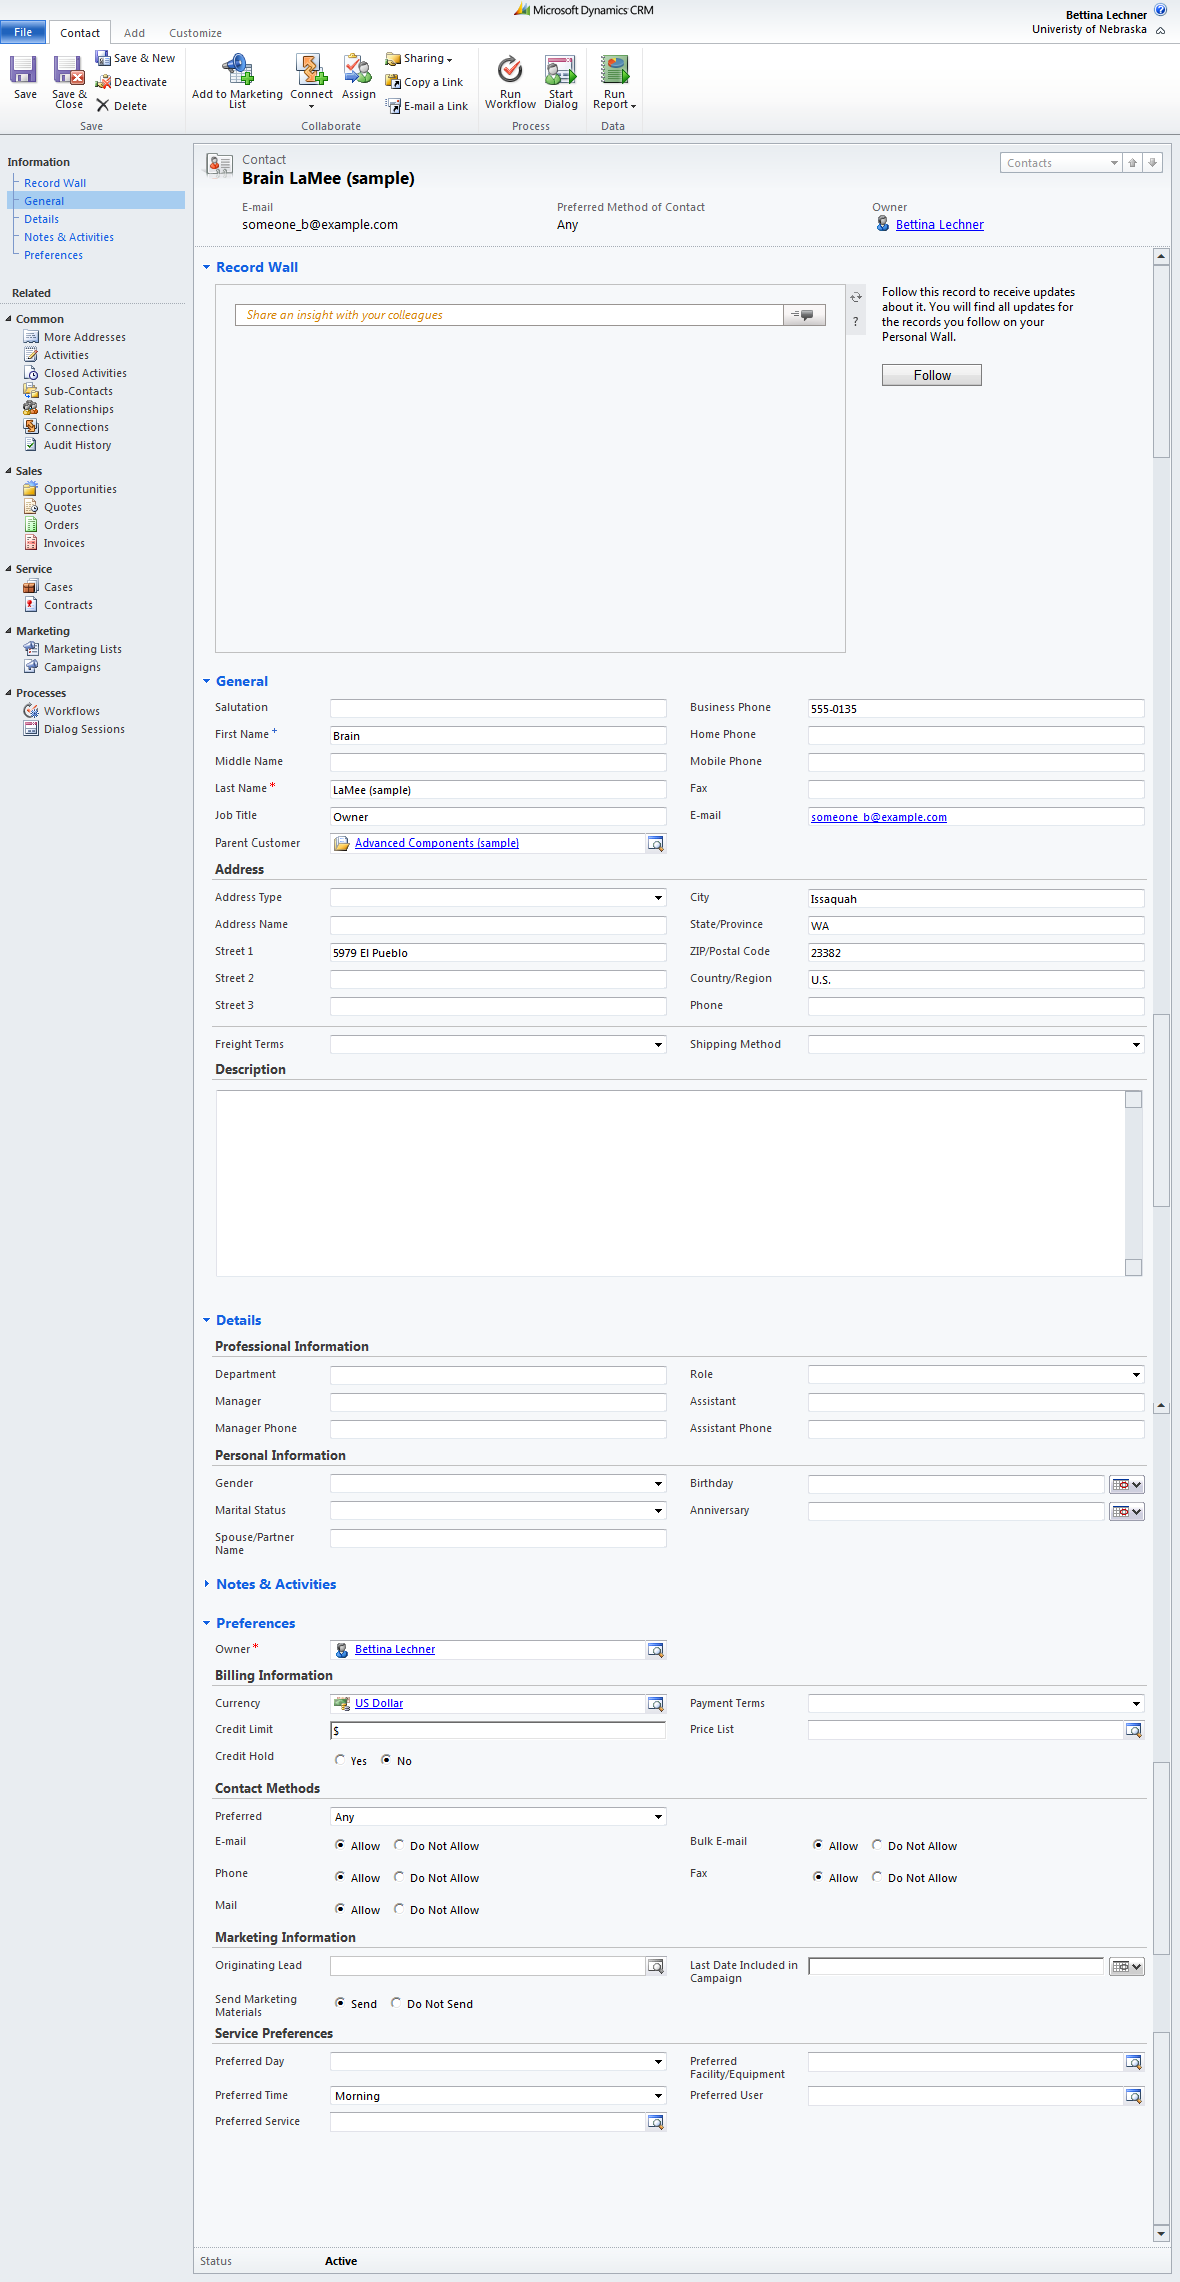 Microsoft Dynamics CRM
Bettina Lechner
Univeristy of Nebraska
File
Contact
Add
Customize
Save
Save & Close
Save & New
Deactivate
Delete
Save
Add to Marketing List
Connect
Assign
Sharing
Copy a Link
E-mail a Link
Collaborate
Run Workflow
Start Dialog
Process
Run Report
Data
Information
Record Wall
General
Details
Notes & Activities
Preferences
Related
Common
More Addresses
Activities
Closed Activities
Sub-Contacts
Relationships
Connections
Audit History
Sales
Opportunities
Quotes
Orders
Invoices
Service
Cases
Contracts
Marketing
Marketing Lists
Campaigns
Processes
Workflows
Dialog Sessions
Contact
Brain LaMee (sample)
Contacts
E-mail
someone_b@example.com
Preferred Method of Contact
Any
Owner
Bettina Lechner
Record Wall
Share an insight with your colleagues
?
Follow this record to receive updates
about it. You will find all updates for
the records you follow on your
Personal Wall.
Follow
General
Salutation
Business Phone 555-0135
First Name + Brain
Home Phone
Middle Name
Mobile Phone
Last Name * LaMee (sample)
Fax
Job Title Owner
E-mail someone_b@example.com
Parent Customer Advanced Components (sample)
Address
Address Type
City Issaquah
Address Name
State/Province WA
Street 1 5979 El Pueblo
ZIP/Postal Code 23382
Street 2
Country/Region U.S.
Street 3
Phone
Freight Terms
Shipping Method
Description
Details
Professional Information
Department
Role
Manager
Assistant
Manager Phone
Assistant Phone
Personal Information
Gender
Birthday
Marital Status
Anniversary
Spouse/Partner
Name
Notes & Activities
Preferences
Owner * Bettina Lechner
Billing Information
Currency US Dollar
Payment Terms
Credit Limit $
Price List
Credit Hold Yes No
Contact Methods
Preferred Any
E-mail Allow Do Not Allow
Bulk E-mail Allow Do Not Allow
Phone Allow Do Not Allow
Fax Allow Do Not Allow
Mail Allow Do Not Allow
Marketing Information
Originating Lead
Last Date Included in
Campaign
Send Marketing
Materials
Send Do Not Send
Service Preferences
Preferred Day
Preferred
Facility/Equipment
Preferred Time Morning
Preferred User
Preferred Service
Status Active